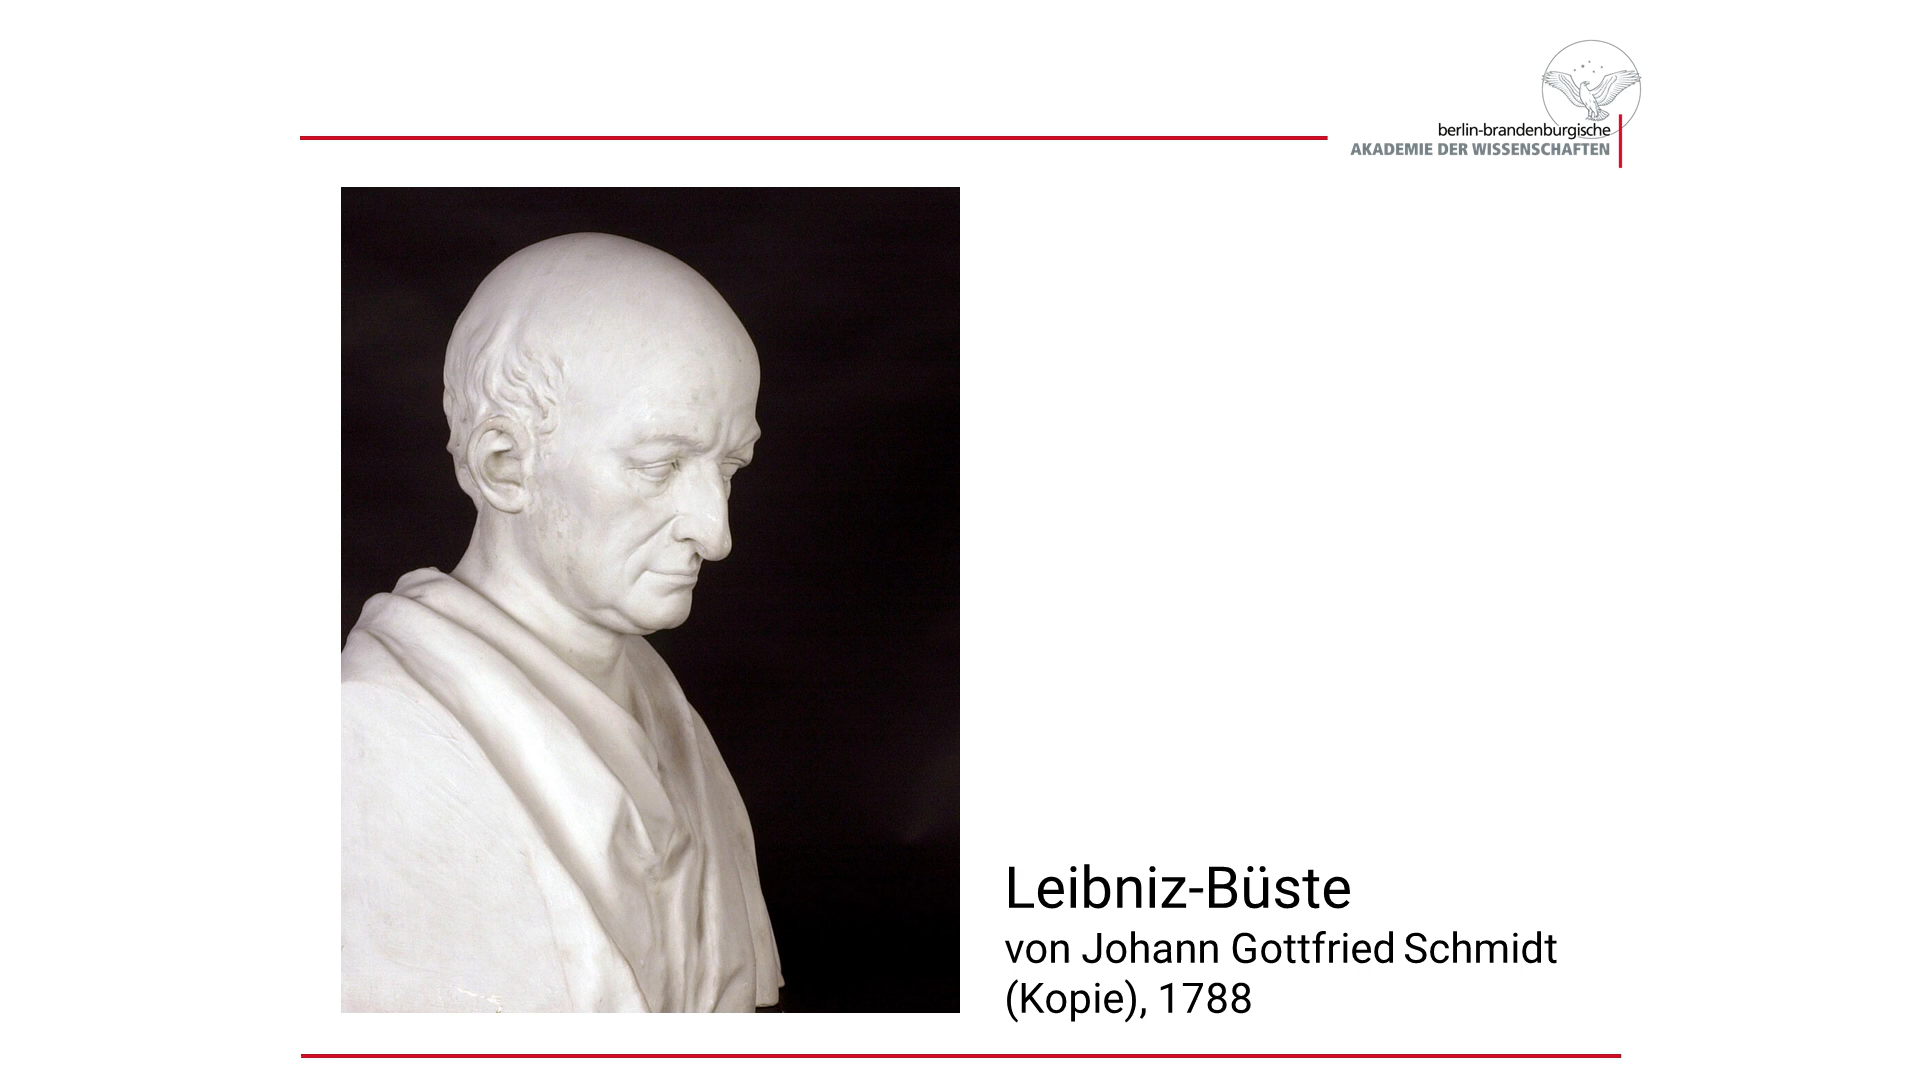 berlin-brandenburgische
AKADEMIE DER WISSENSCHAFTEN
Leibniz-Büste
von Johann Gottfried Schmidt
(Kopie), 1788